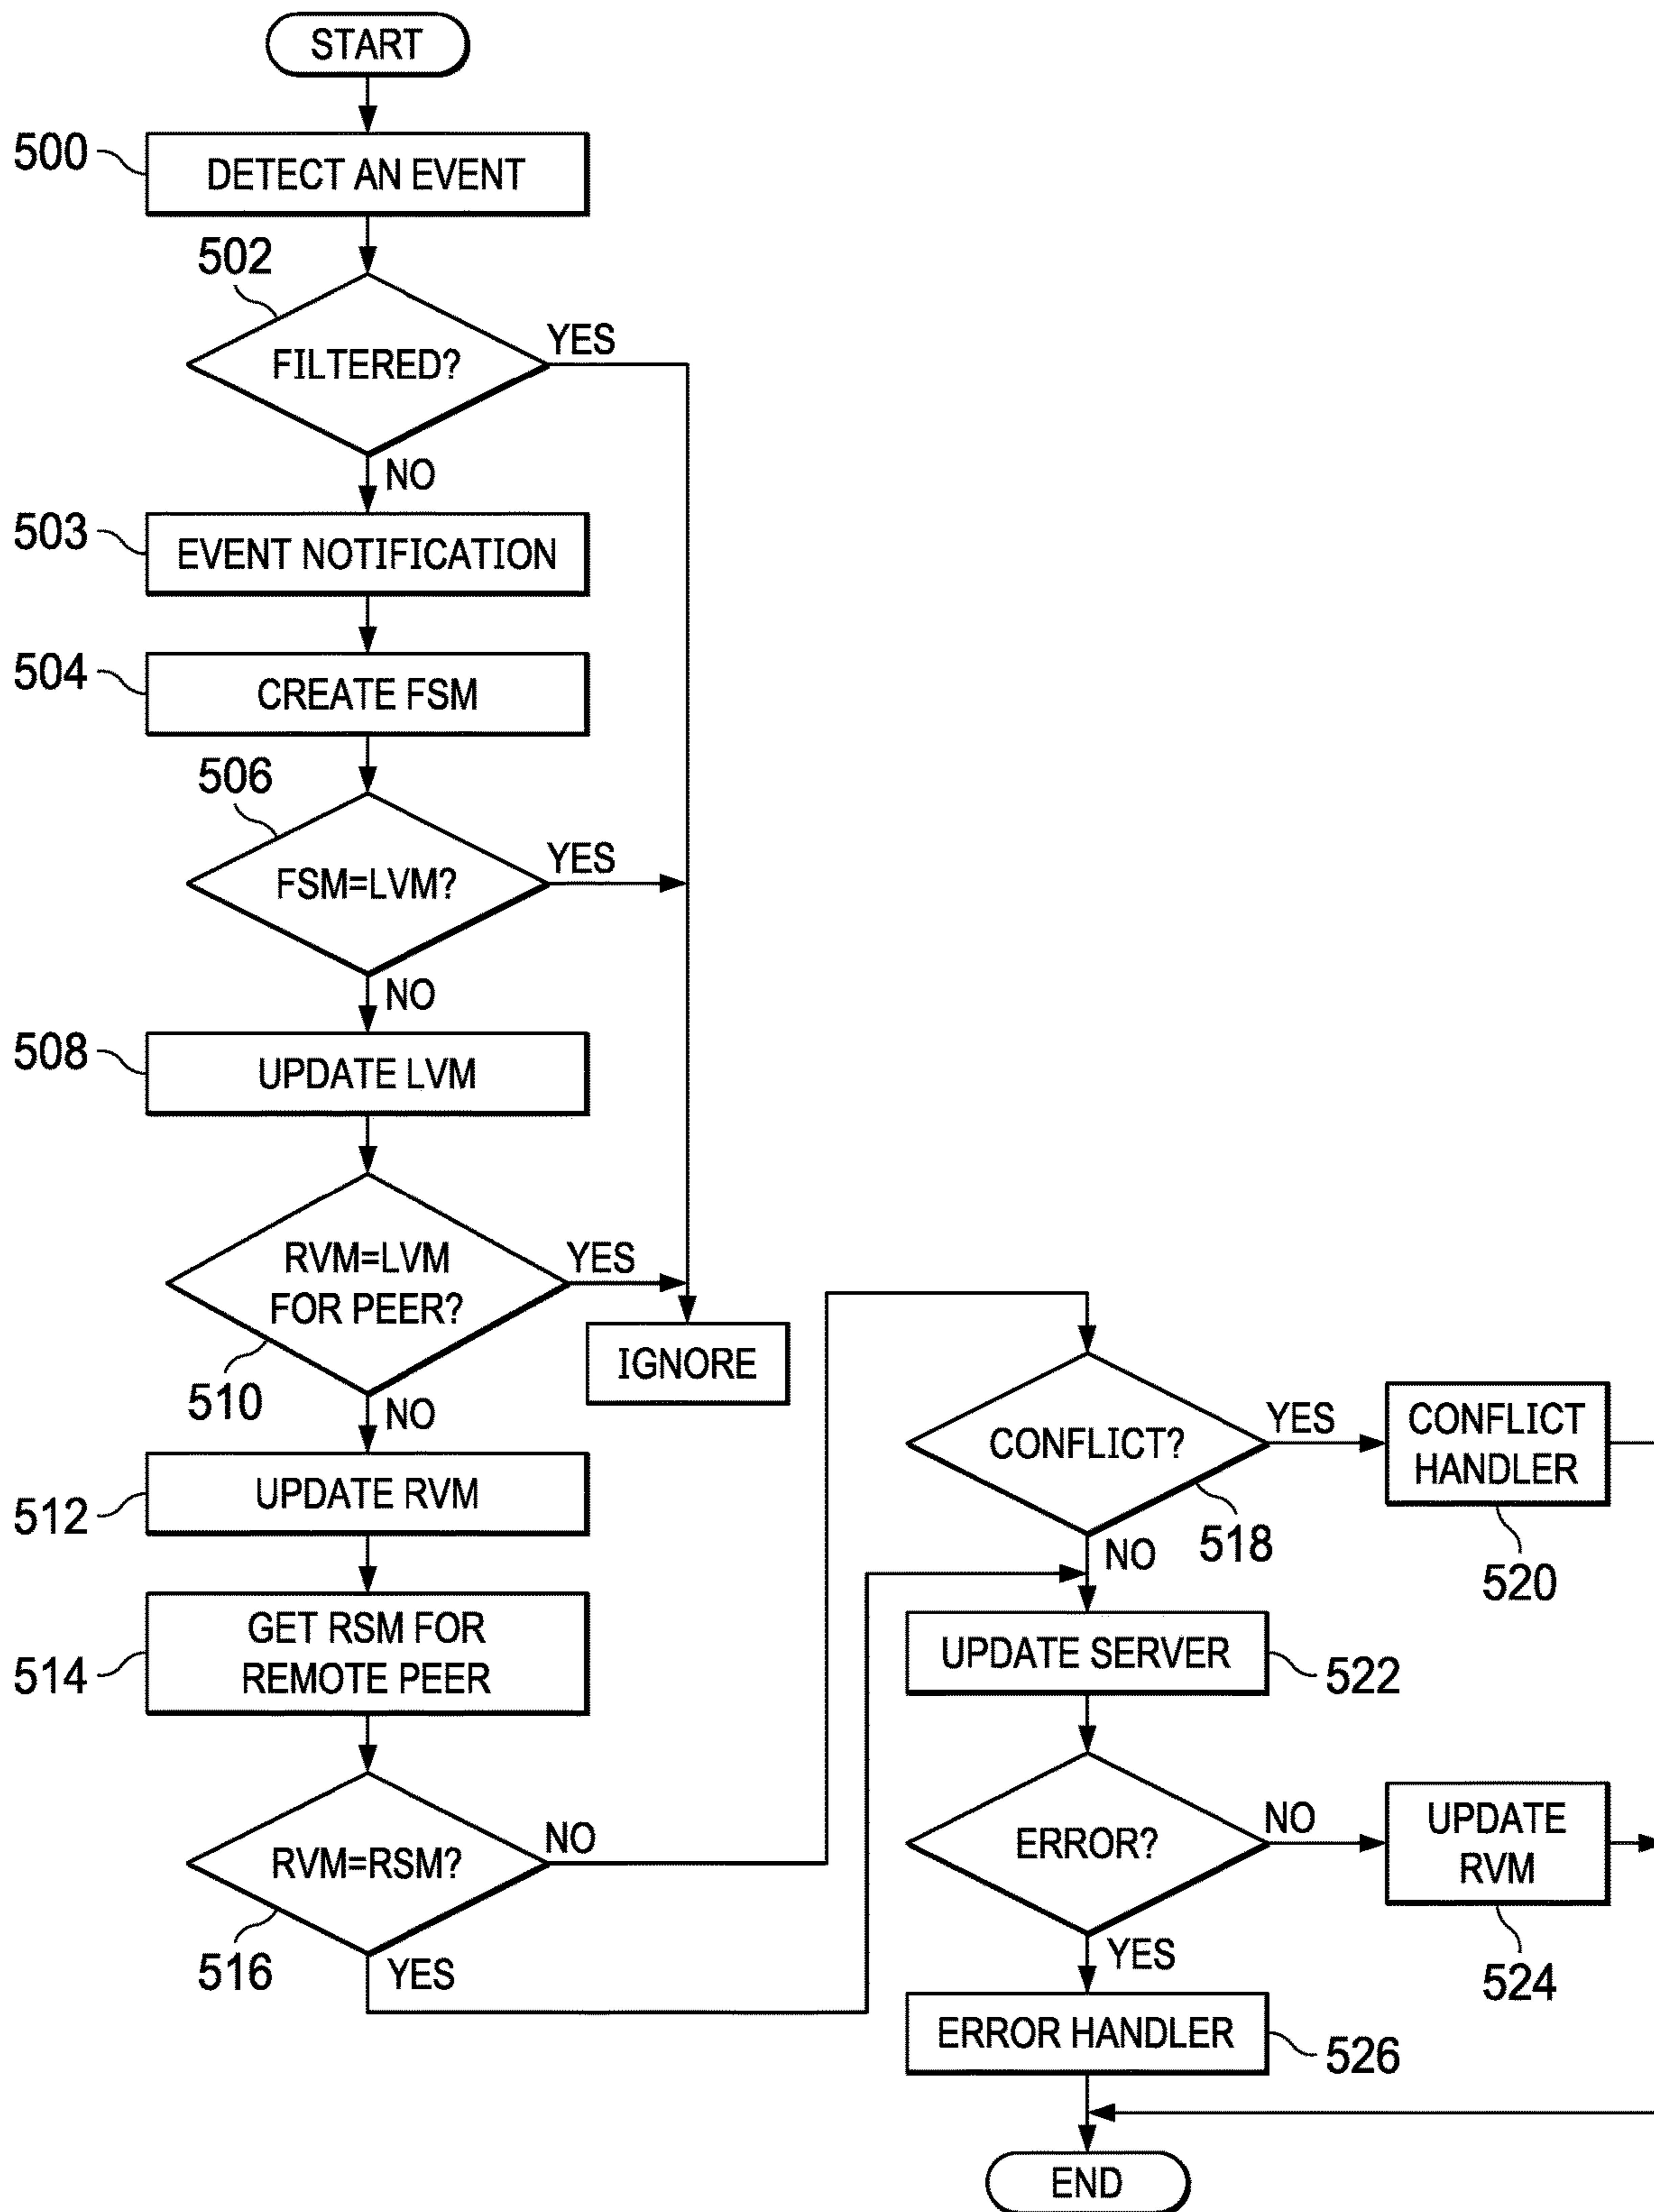 START
500
DETECT AN EVENT
502
FILTERED?
YES
NO
503
EVENT NOTIFICATION
504
CREATE FSM
506
FSM=LVM?
YES
NO
508
UPDATE LVM
RVM=LVM
FOR PEER?
YES
510
NO
IGNORE
512
UPDATE RVM
514
GET RSM FOR
REMOTE PEER
RVM=RSM?
NO
516
YES
CONFLICT?
YES
518
NO
CONFLICT
HANDLER
520
UPDATE SERVER
522
ERROR?
NO
UPDATE
RVM
524
YES
ERROR HANDLER
526
END